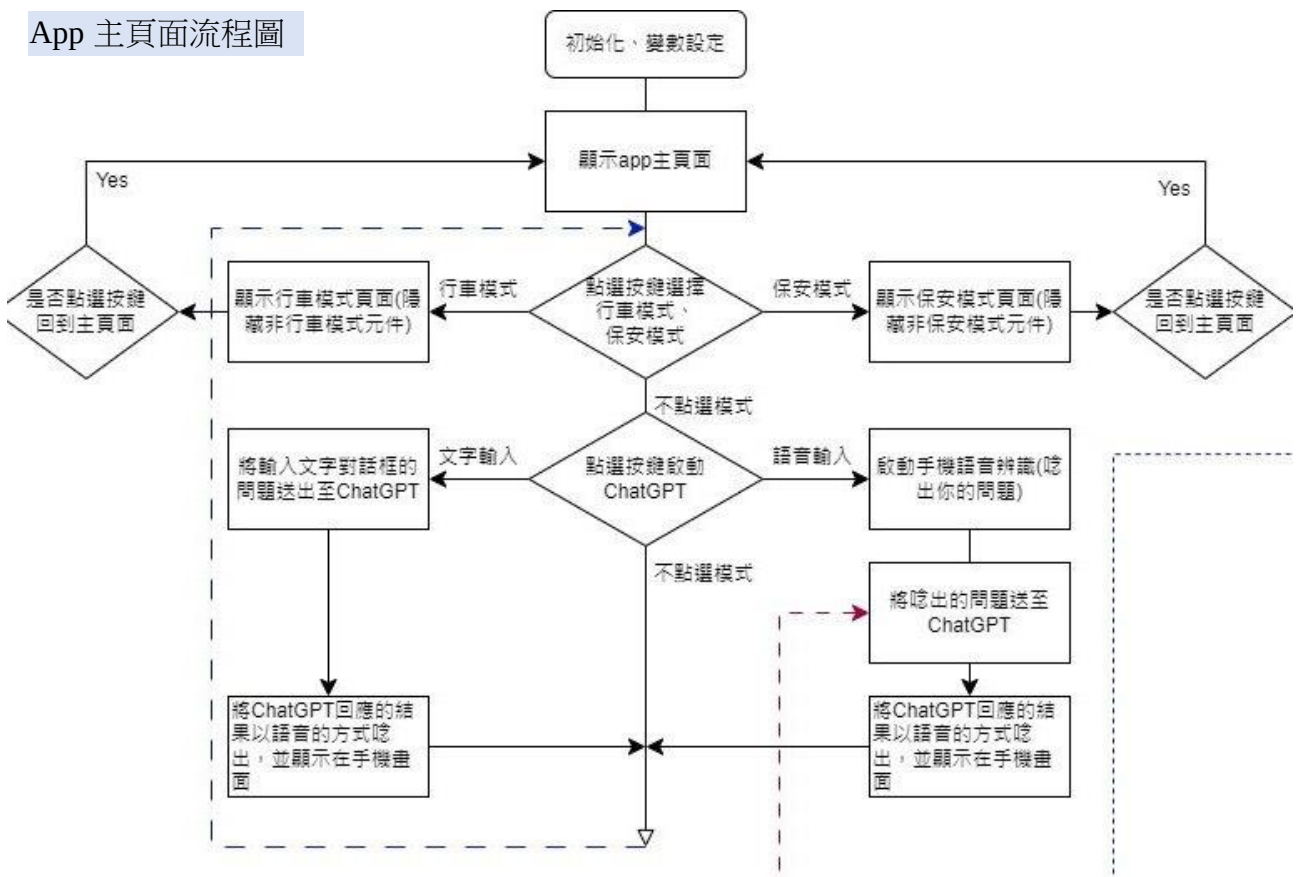 App 主頁面流程圖
初始化、變數設定
顯示app主頁面
Yes
Yes
是否點選按鍵
回到主頁面
顯示行車模式頁面(隱
藏非行車模式元件)
行車模式
點選按鍵選擇
行車模式、
保安模式
保安模式
顯示保安模式頁面(隱
藏非保安模式元件)
是否點選按鍵
回到主頁面
不點選模式
將輸入文字對話框的
問題送出至ChatGPT
文字輸入
點選按鍵啟動
ChatGPT
語音輸入
啟動手機語音辨識(唸
出你的問題)
不點選模式
將唸出的問題送至
ChatGPT
將ChatGPT回應的結
果以語音的方式唸
出，並顯示在手機畫
面
將ChatGPT回應的結
果以語音的方式唸
出，並顯示在手機畫
面